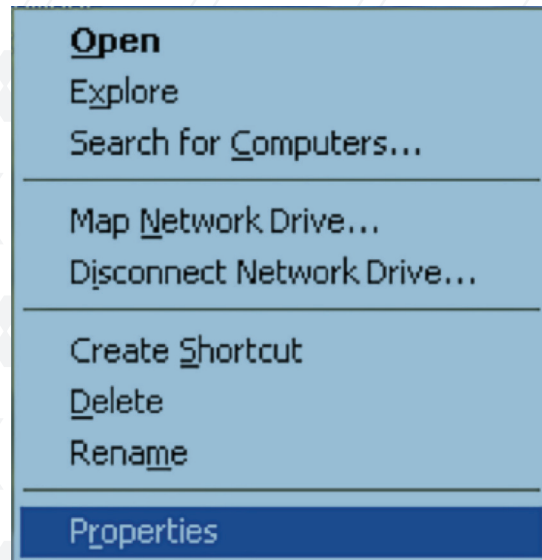 Open
Explore
Search for Computers...
Map Network Drive...
Disconnect Network Drive...
Create Shortcut
Delete
Rename
Properties